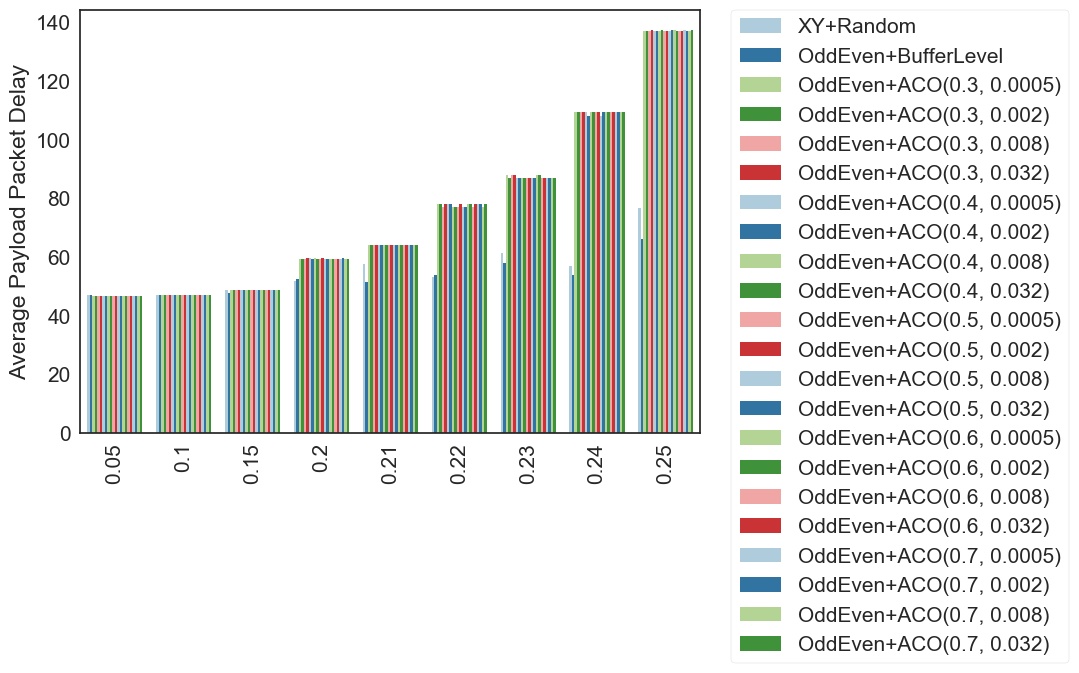 Average Payload Packet Delay
140
120
100
80
60
40
20
0
0.05
0.1
0.15
0.2
0.21
0.22
0.23
0.24
0.25
XY+Random
OddEven+BufferLevel
OddEven+ACO(0.3, 0.0005)
OddEven+ACO(0.3, 0.002)
OddEven+ACO(0.3, 0.008)
OddEven+ACO(0.3, 0.032)
OddEven+ACO(0.4, 0.0005)
OddEven+ACO(0.4, 0.002)
OddEven+ACO(0.4, 0.008)
OddEven+ACO(0.4, 0.032)
OddEven+ACO(0.5, 0.0005)
OddEven+ACO(0.5, 0.002)
OddEven+ACO(0.5, 0.008)
OddEven+ACO(0.5, 0.032)
OddEven+ACO(0.6, 0.0005)
OddEven+ACO(0.6, 0.002)
OddEven+ACO(0.6, 0.008)
OddEven+ACO(0.6, 0.032)
OddEven+ACO(0.7, 0.0005)
OddEven+ACO(0.7, 0.002)
OddEven+ACO(0.7, 0.008)
OddEven+ACO(0.7, 0.032)